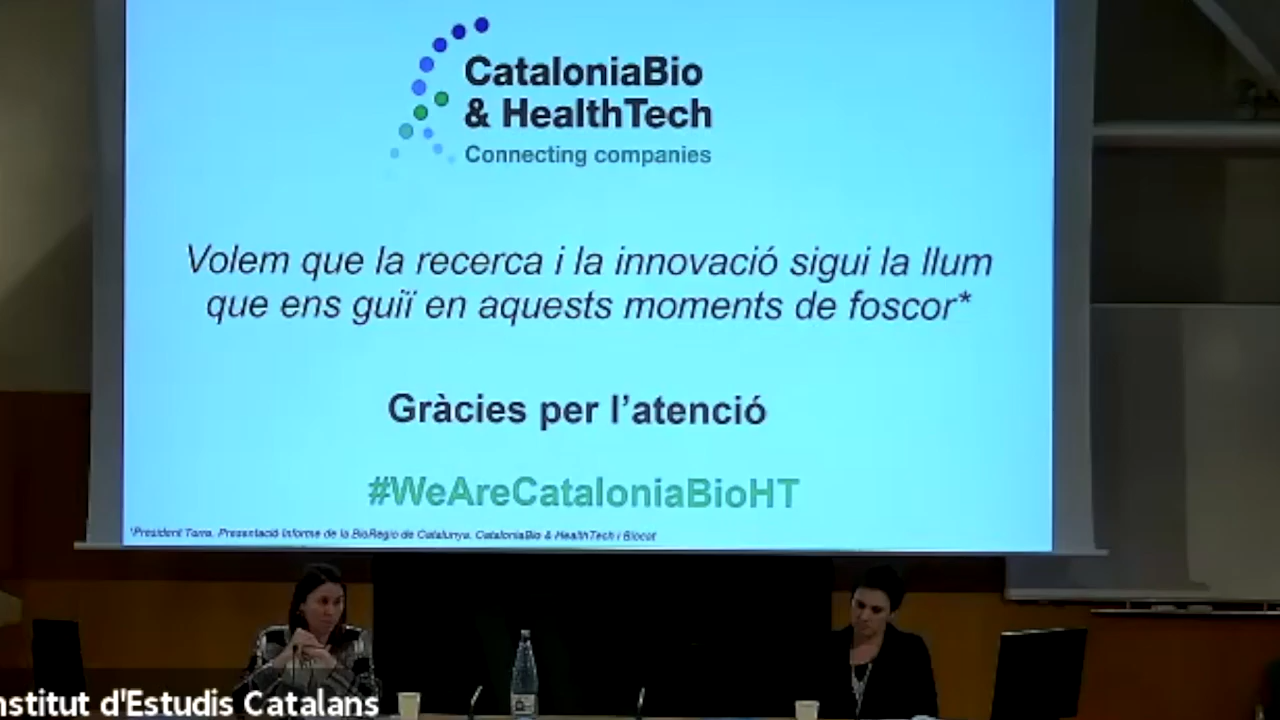 CataloniaBio
& HealthTech
Connecting companies
Volem que la recerca i la innovació sigui la llum
que ens guiï en aquests moments de foscor*
Gràcies per l'atenció
#WeAreCataloniaBioHT
*President Torra. Presentació Informe de la BioRegió de Catalunya. CataloniaBio & HealthTech i Biocat
nstitut d'Estudis Catalans